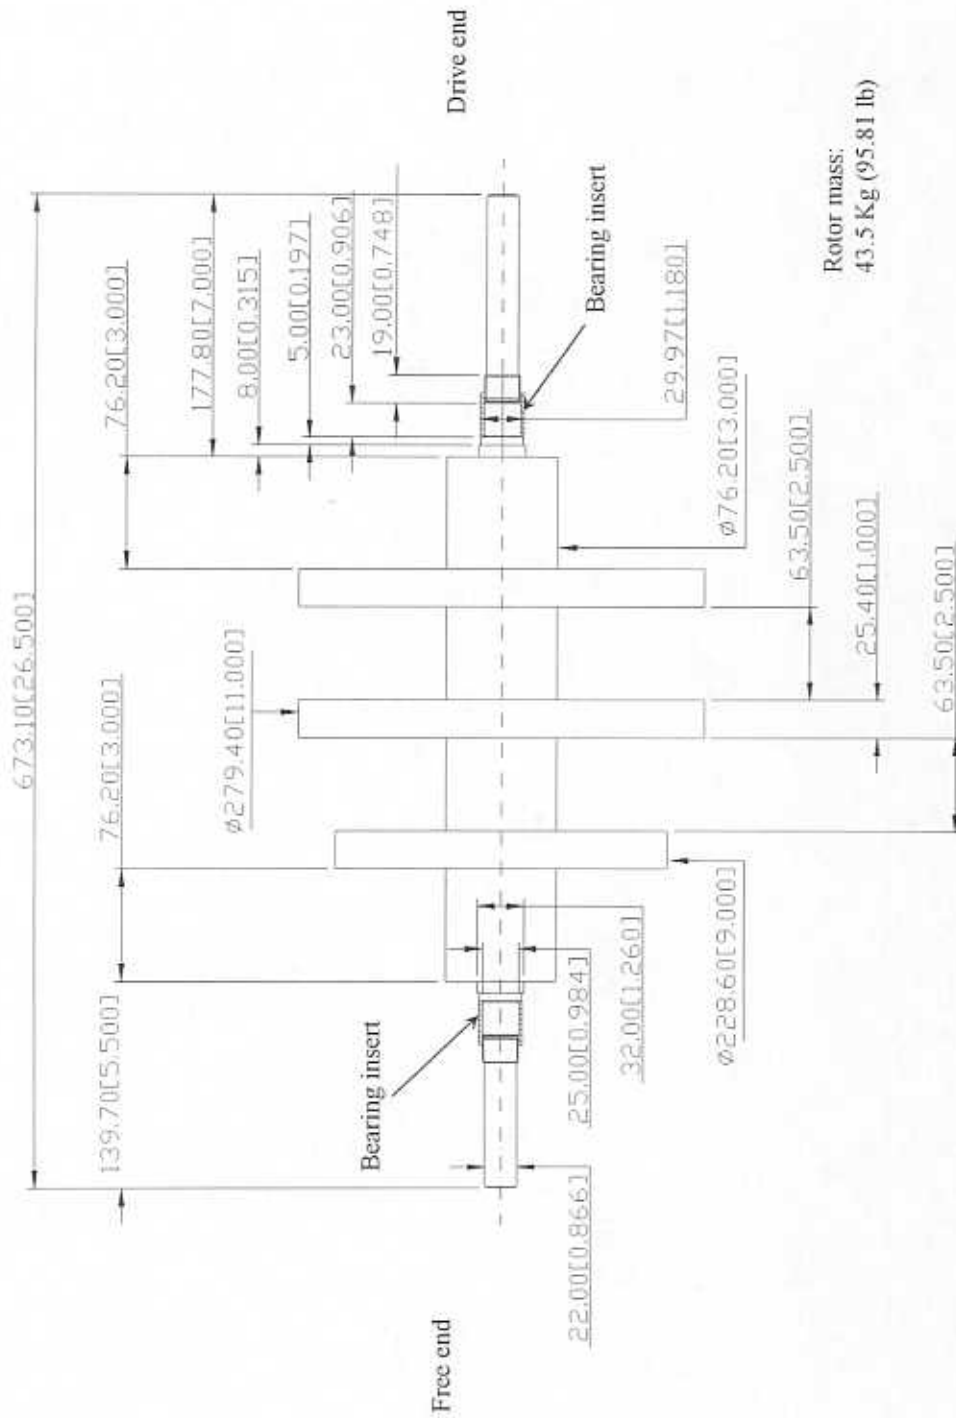 673.10[26.500]
139.70[5.500]
76.20[3.000]
76.20[3.000]
177.80[7.000]
8.00[0.315]
5.00[0.197]
23.00[0.906]
19.00[0.748]
Ø279.40[11.000]
Free end
Drive end
Bearing insert
Bearing insert
22.00[0.866]
25.00[0.984]
32.00[1.260]
29.97[1.180]
Ø228.60[9.000]
Ø76.20[3.000]
63.50[2.500]
25.40[1.000]
63.50[2.500]
Rotor mass:
43.5 Kg (95.81 lb)